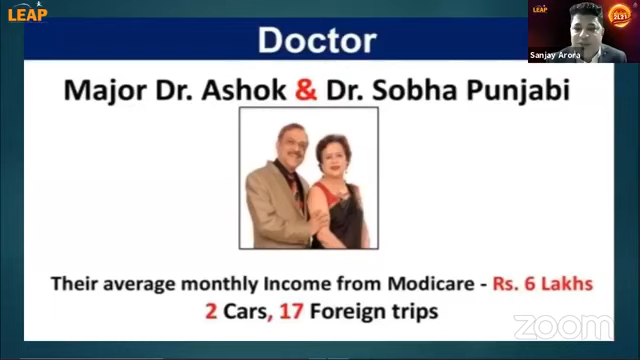 LEAP
Doctor
Major Dr. Ashok & Dr. Sobha Punjabi
Their average monthly Income from Modicare - Rs. 6 Lakhs
2 Cars, 17 Foreign trips
LEAP
Sanjay Arora
zoom